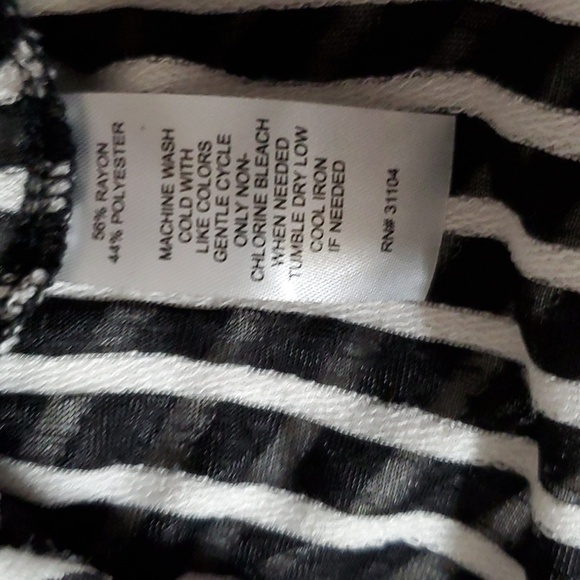 56% RAYON
44% POLYESTER
MACHINE WASH
COLD WITH
LIKE COLORS
GENTLE CYCLE
ONLY NON-
CHLORINE BLEACH
WHEN NEEDED
TUMBLE DRY LOW
COOL IRON
IF NEEDED
RN# 31104